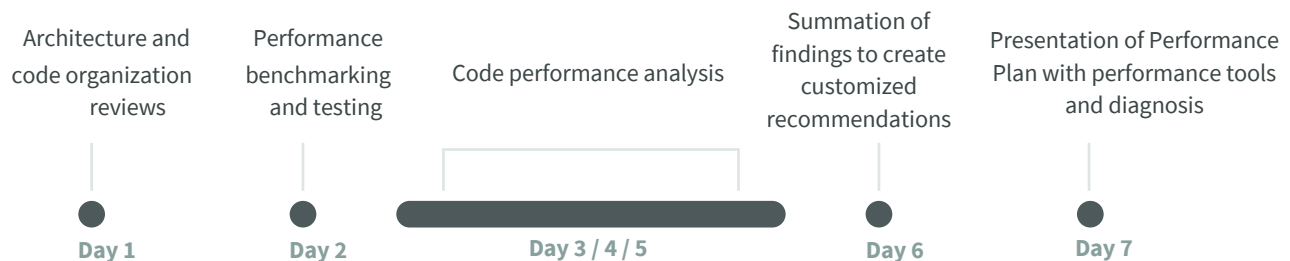 Architecture and
code organization
reviews
Performance
benchmarking
and testing
Code performance analysis
Summation of
findings to create
customized
recommendations
Presentation of Performance
Plan with performance tools
and diagnosis
Day 1
Day 2
Day 3 / 4 / 5
Day 6
Day 7